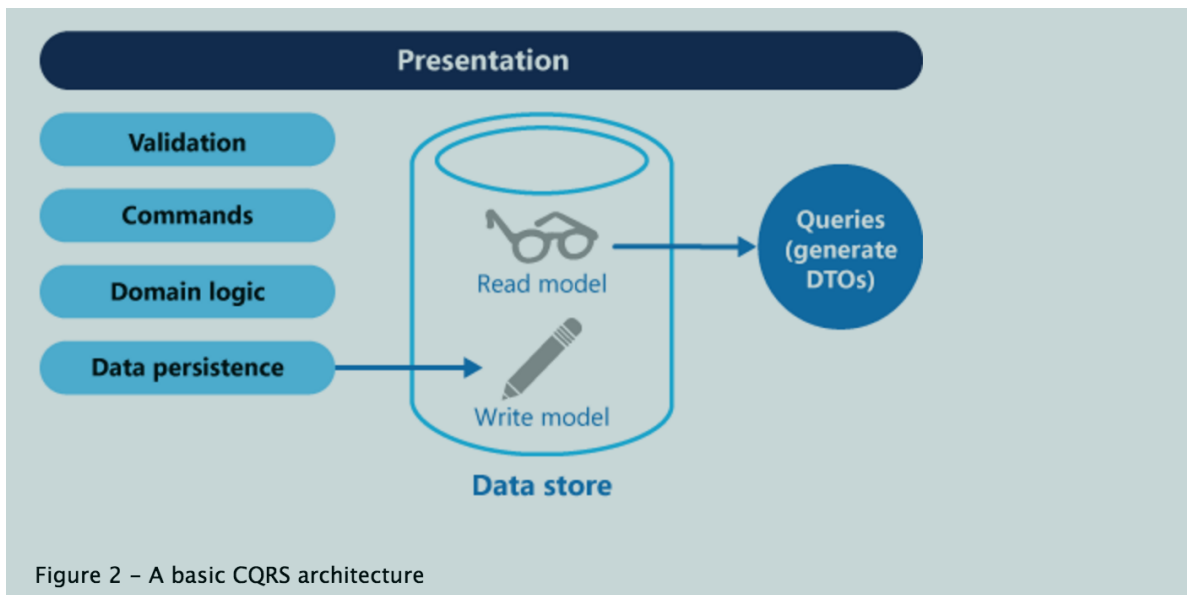 Presentation
Validation
Commands
Domain logic
Data persistence
Read model
Write model
Data store
Queries
(generate
DTOs)
Figure 2 – A basic CQRS architecture